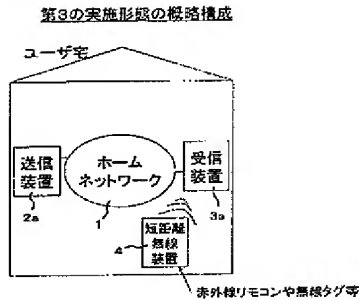 第3の実施形態の概略構成
ユーザ宅
送信
装置
2a
ホーム
ネットワーク
1
受信
装置
3a
短距離
無線
装置
4
赤外線リモコンや無線タグ等